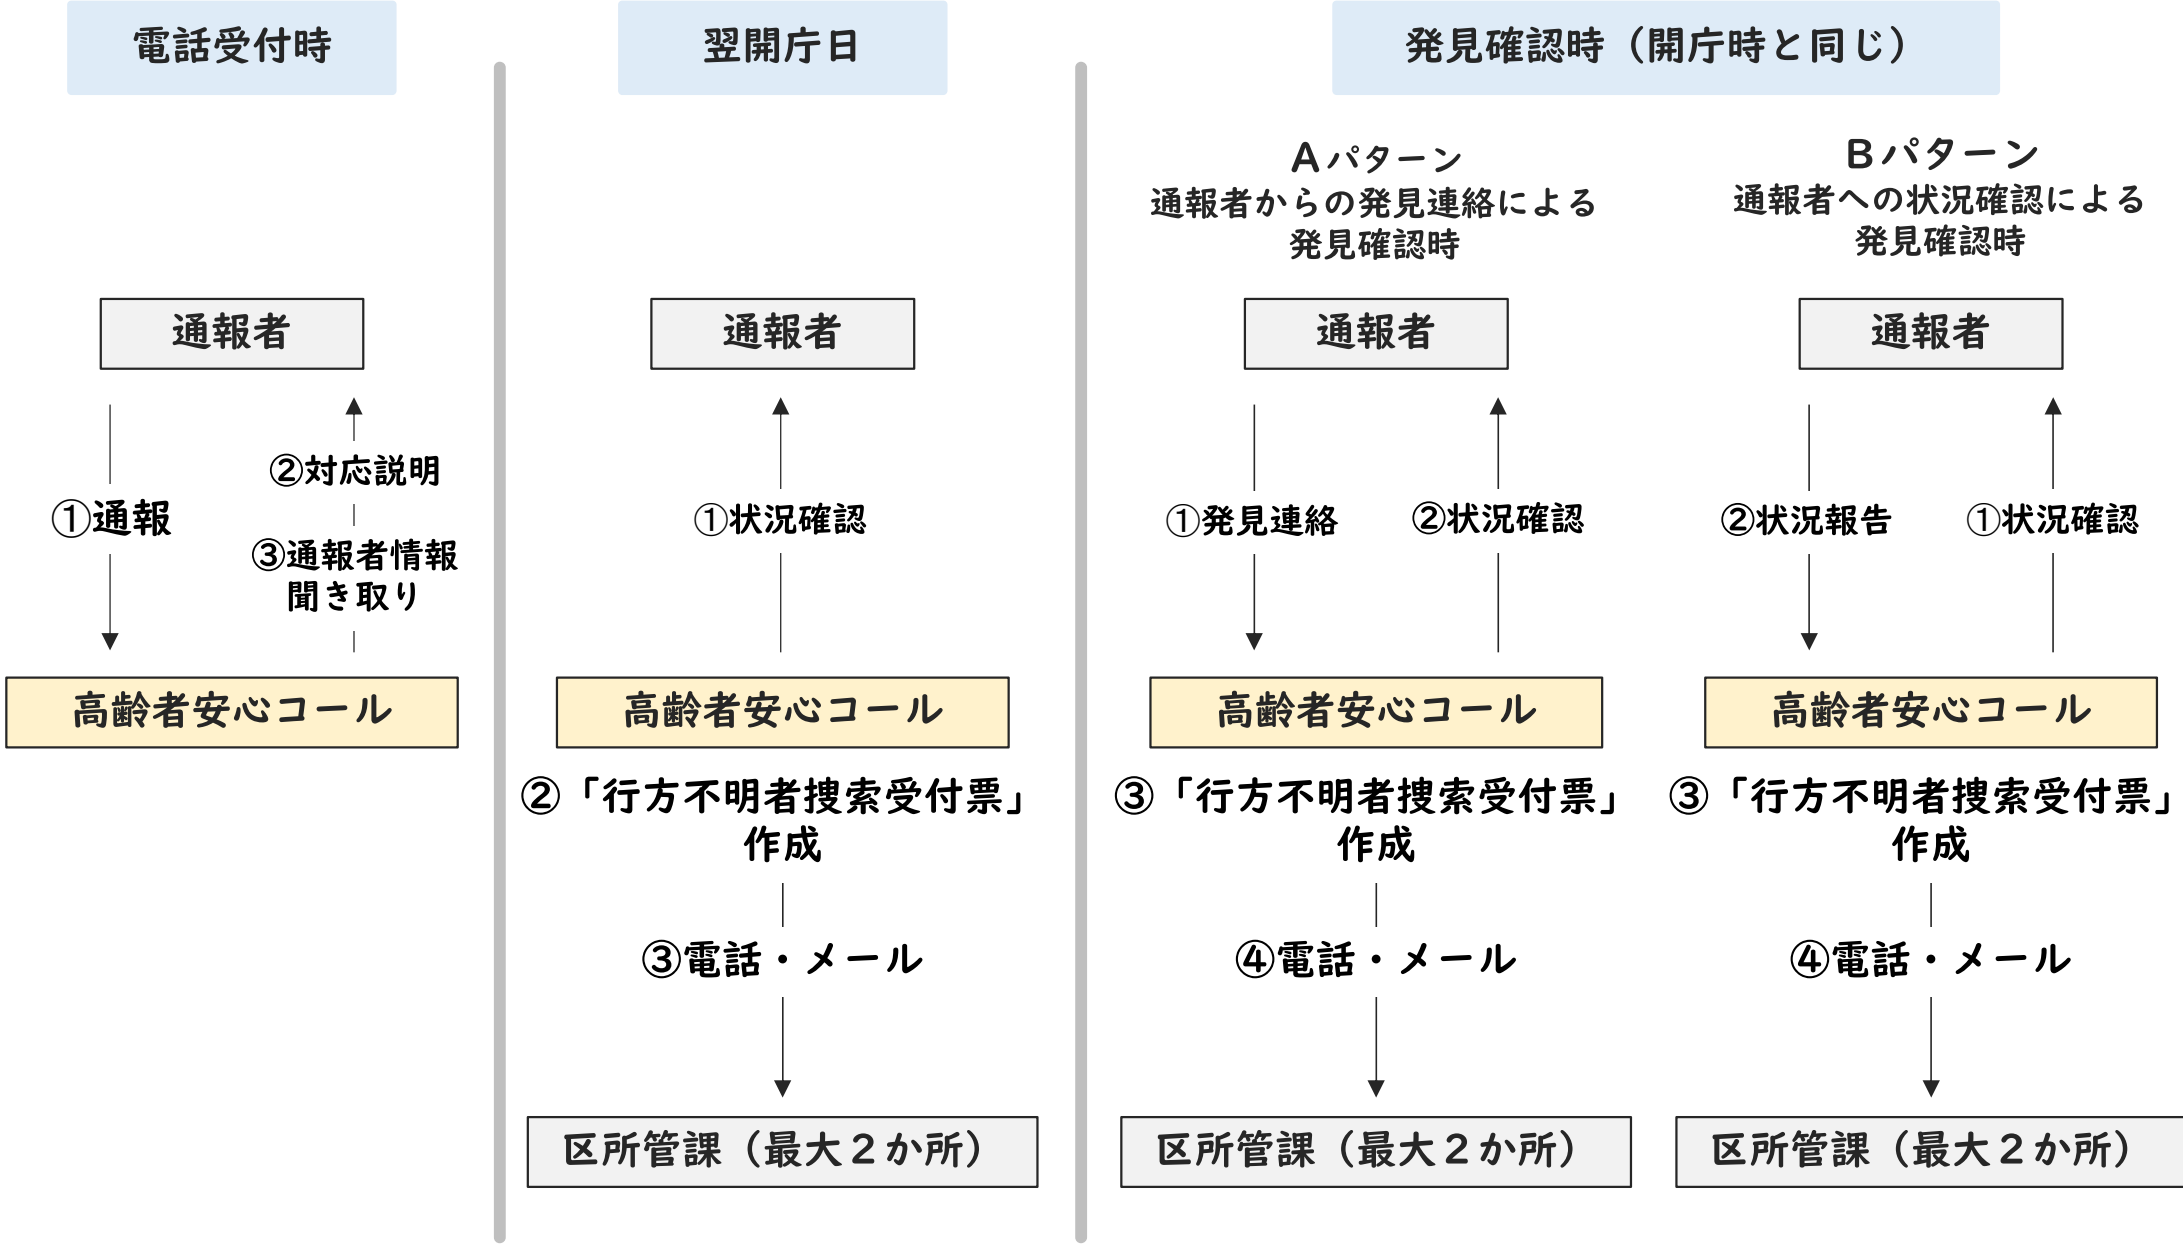 電話受付時
通報者
①通報
②対応説明
③通報者情報
聞き取り
高齢者安心コール
翌開庁日
通報者
①状況確認
高齢者安心コール
②「行方不明者捜索受付票」
作成
③電話・メール
区所管課（最大２か所）
発見確認時（開庁時と同じ）
Ａパターン
通報者からの発見連絡による
発見確認時
通報者
①発見連絡
②状況確認
高齢者安心コール
③「行方不明者捜索受付票」
作成
④電話・メール
区所管課（最大２か所）
Ｂパターン
通報者への状況確認による
発見確認時
通報者
②状況報告
①状況確認
高齢者安心コール
③「行方不明者捜索受付票」
作成
④電話・メール
区所管課（最大２か所）